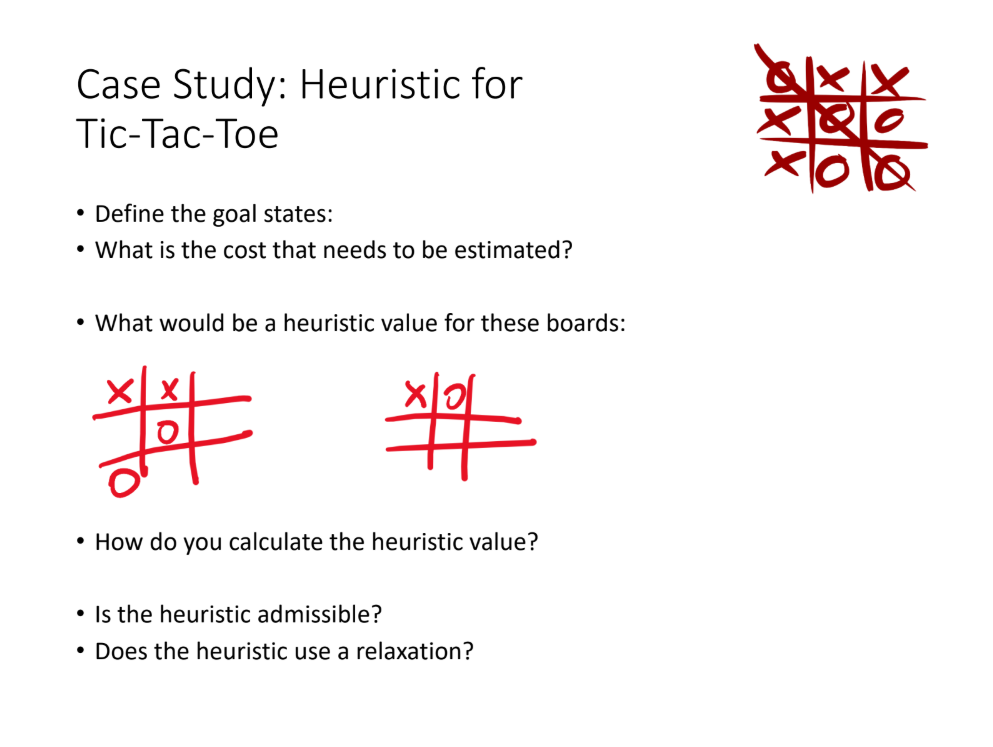 Case Study: Heuristic for
Tic-Tac-Toe
O X X
X O O
X O O
• Define the goal states:
• What is the cost that needs to be estimated?
• What would be a heuristic value for these boards:
X X
O
O
X O
• How do you calculate the heuristic value?
• Is the heuristic admissible?
• Does the heuristic use a relaxation?